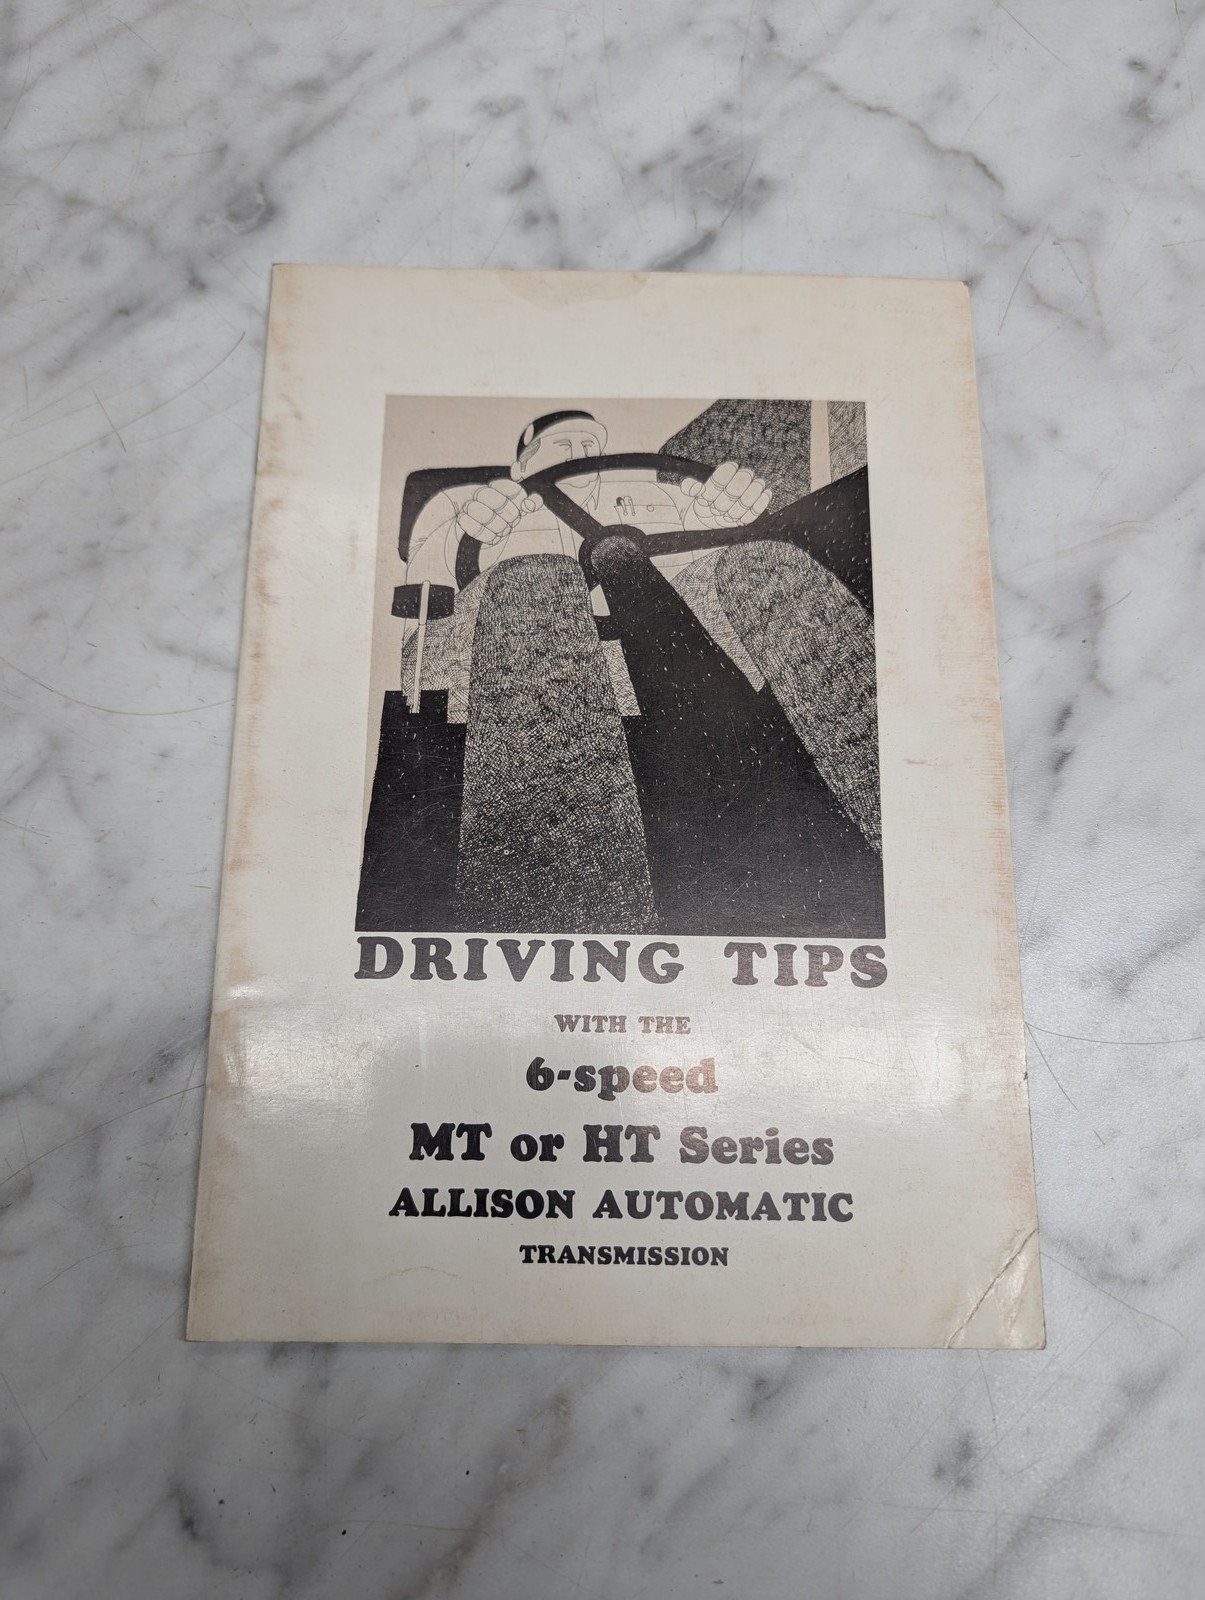 DRIVING TIPS
WITH THE
6-speed
MT or HT Series
ALLISON AUTOMATIC
TRANSMISSION